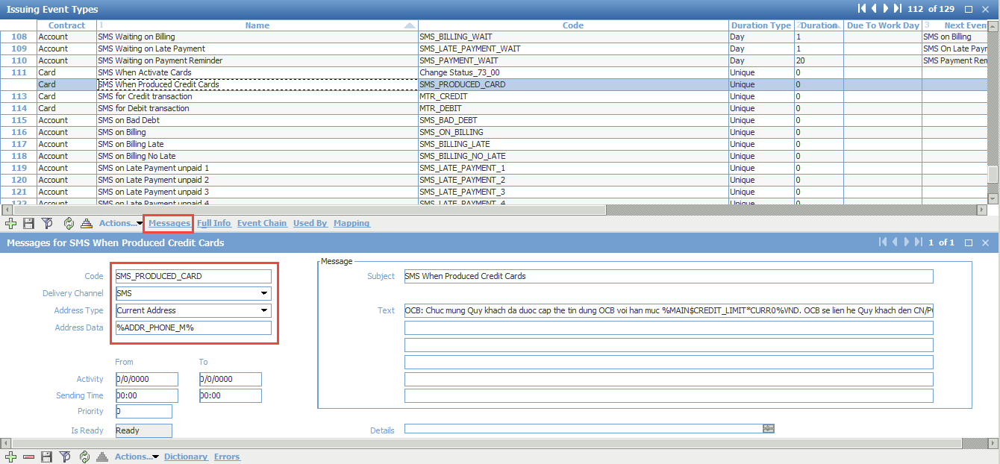 Issuing Event Types 112 of 129
Contract 1 Name Code Duration Type 2 Duration Due To Work Day 3 Next Even
108 Account SMS Waiting on Billing SMS_BILLING_WAIT Day 1 SMS on Billing
109 Account SMS Waiting on Late Payment SMS_LATE_PAYMENT_WAIT Day 1 SMS On Late Payr
110 Account SMS Waiting on Payment Reminder SMS_PAYMENT_WAIT Day 20 SMS Payment Rem
111 Card SMS When Activate Cards Change Status_73_00 Unique 0
Card SMS When Produced Credit Cards SMS_PRODUCED_CARD Unique 0
113 Card SMS for Credit transaction MTR_CREDIT Unique 0
114 Card SMS for Debit transaction MTR_DEBIT Unique 0
115 Account SMS on Bad Debt SMS_BAD_DEBT Unique 0
116 Account SMS on Billing SMS_ON_BILLING Unique 0
117 Account SMS on Billing Late SMS_BILLING_LATE Unique 0
118 Account SMS on Billing No Late SMS_BILLING_NO_LATE Unique 0
119 Account SMS on Late Payment unpaid 1 SMS_LATE_PAYMENT_1 Unique 0
120 Account SMS on Late Payment unpaid 2 SMS_LATE_PAYMENT_2 Unique 0
121 Account SMS on Late Payment unpaid 3 SMS_LATE_PAYMENT_3 Unique 0
122 Account SMS on Late Payment unpaid 4 SMS_LATE_PAYMENT_4 Unique 0
Actions... Messages Full Info Event Chain Used By Mapping
Messages for SMS When Produced Credit Cards 1 of 1
Message
Code SMS_PRODUCED_CARD Subject SMS When Produced Credit Cards
Delivery Channel SMS
Address Type Current Address Text OCB: Chuc mung Quy khach da duoc cap the tin dung OCB voi han muc %MAIN$CREDIT_LIMIT*CURR0%VND. OCB se lien he Quy khach den CN/P
Address Data %ADDR_PHONE_M%
From To
Activity 0/0/0000 0/0/0000
Sending Time 00:00 00:00
Priority 0
Is Ready Ready Details
Actions... Dictionary Errors